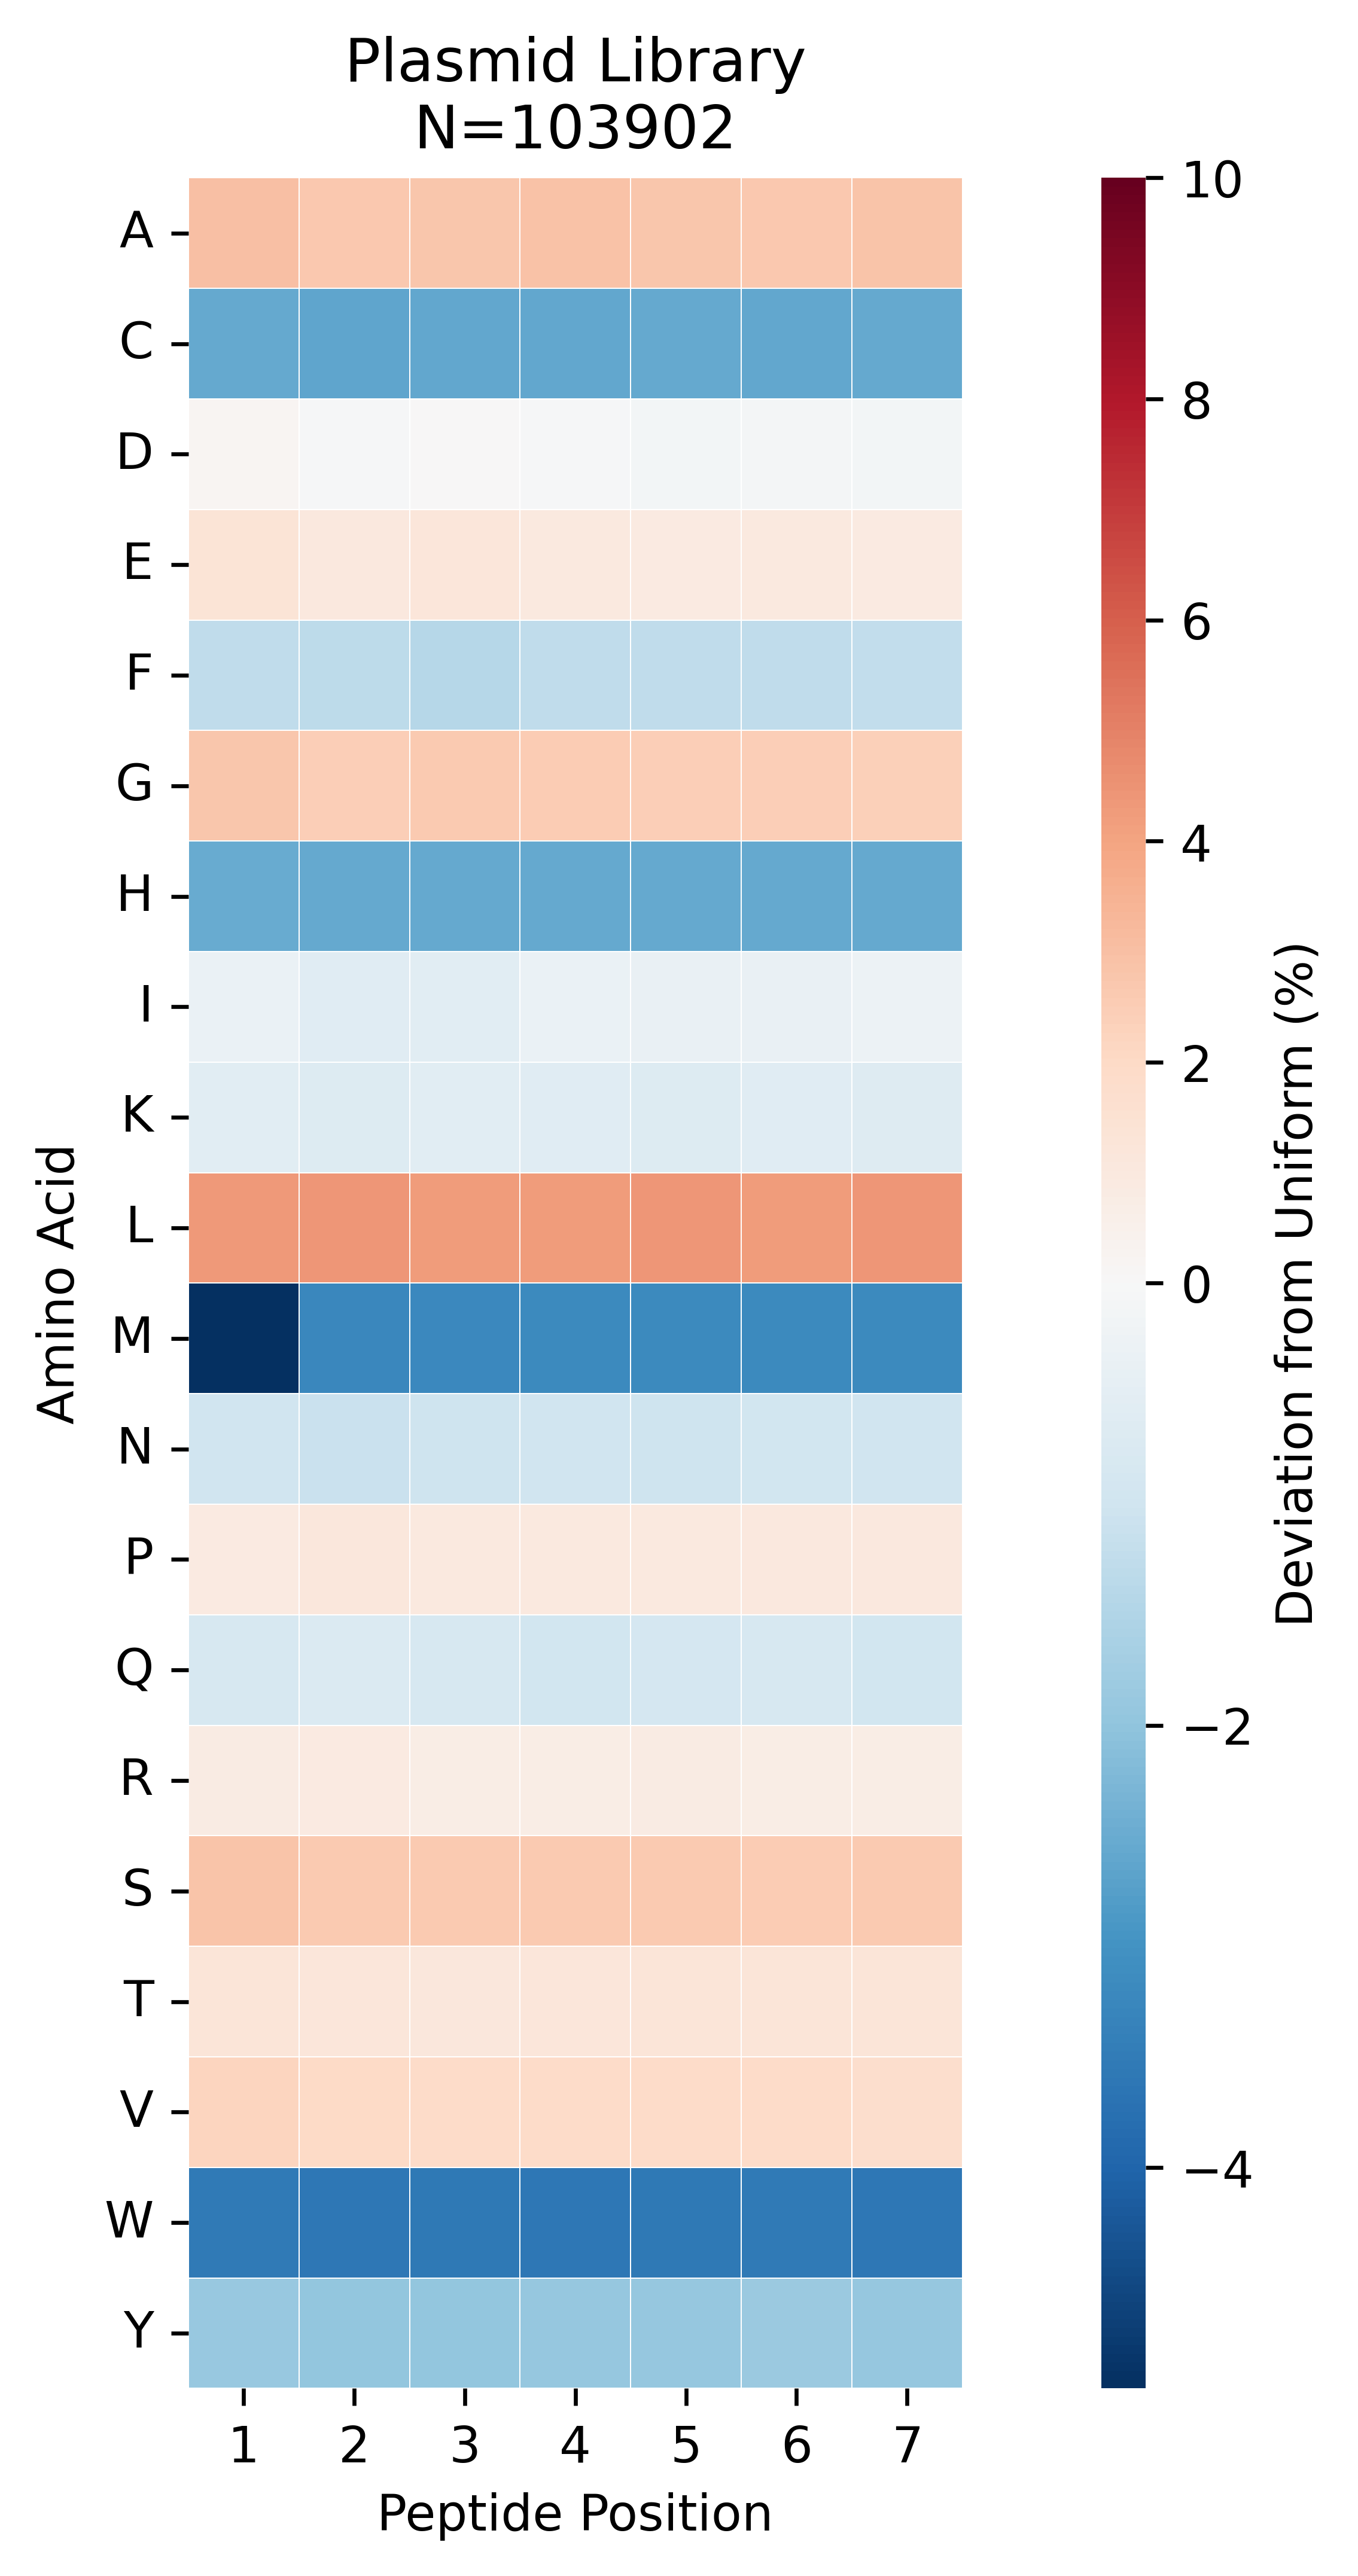 Plasmid Library
N=103902
A
C
D
E
F
G
H
I
K
L
M
N
P
Q
R
S
T
V
W
Y
Amino Acid
1 2 3 4 5 6 7
Peptide Position
10
8
6
4
2
0
−2
−4
Deviation from Uniform (%)